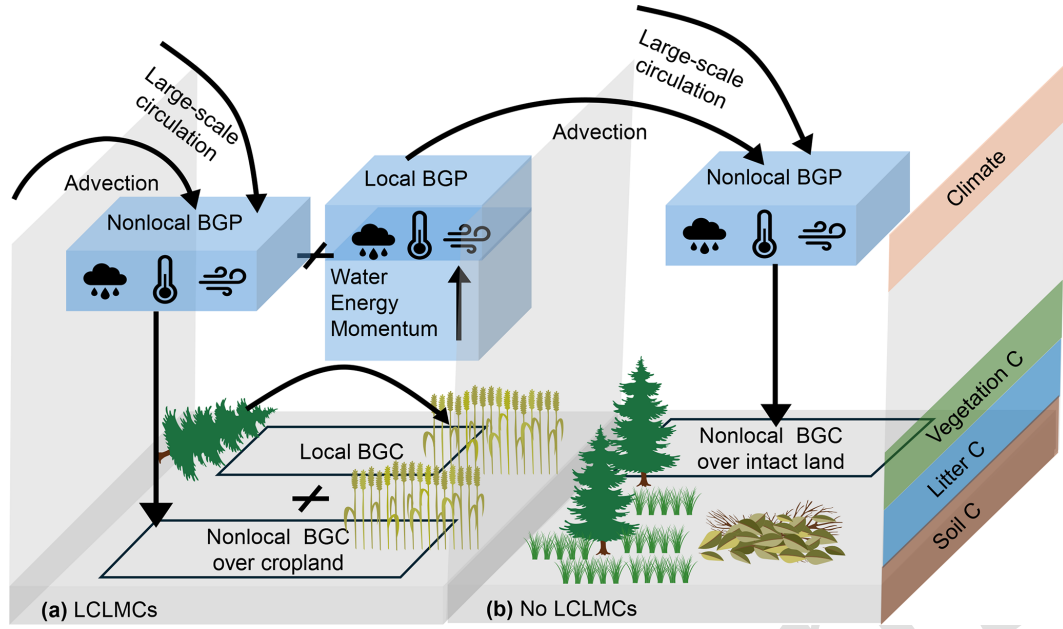 Large-scale
circulation
Advection
Nonlocal BGP
Local BGP
Water
Energy
Momentum
Local BGC
Nonlocal BGC
over cropland
(a) LCLMCs
Large-scale
circulation
Advection
Nonlocal BGP
Nonlocal BGC
over intact land
(b) No LCLMCs
Climate
Vegetation C
Litter C
Soil C